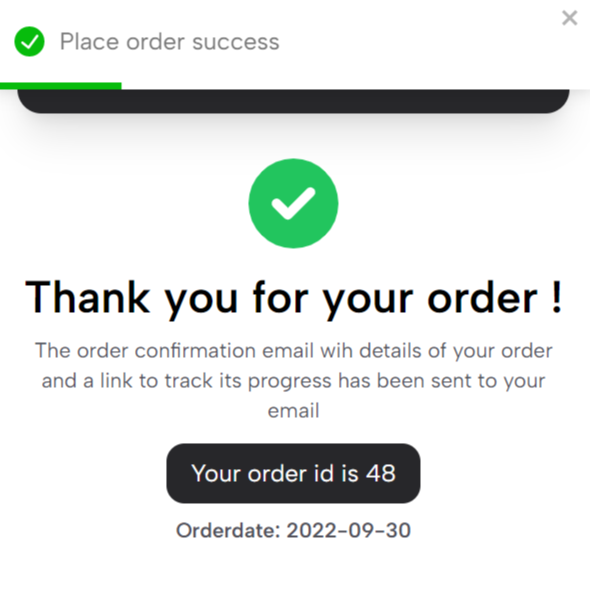 Place order success
Thank you for your order !
The order confirmation email wih details of your order
and a link to track its progress has been sent to your
email
Your order id is 48
Orderdate: 2022-09-30